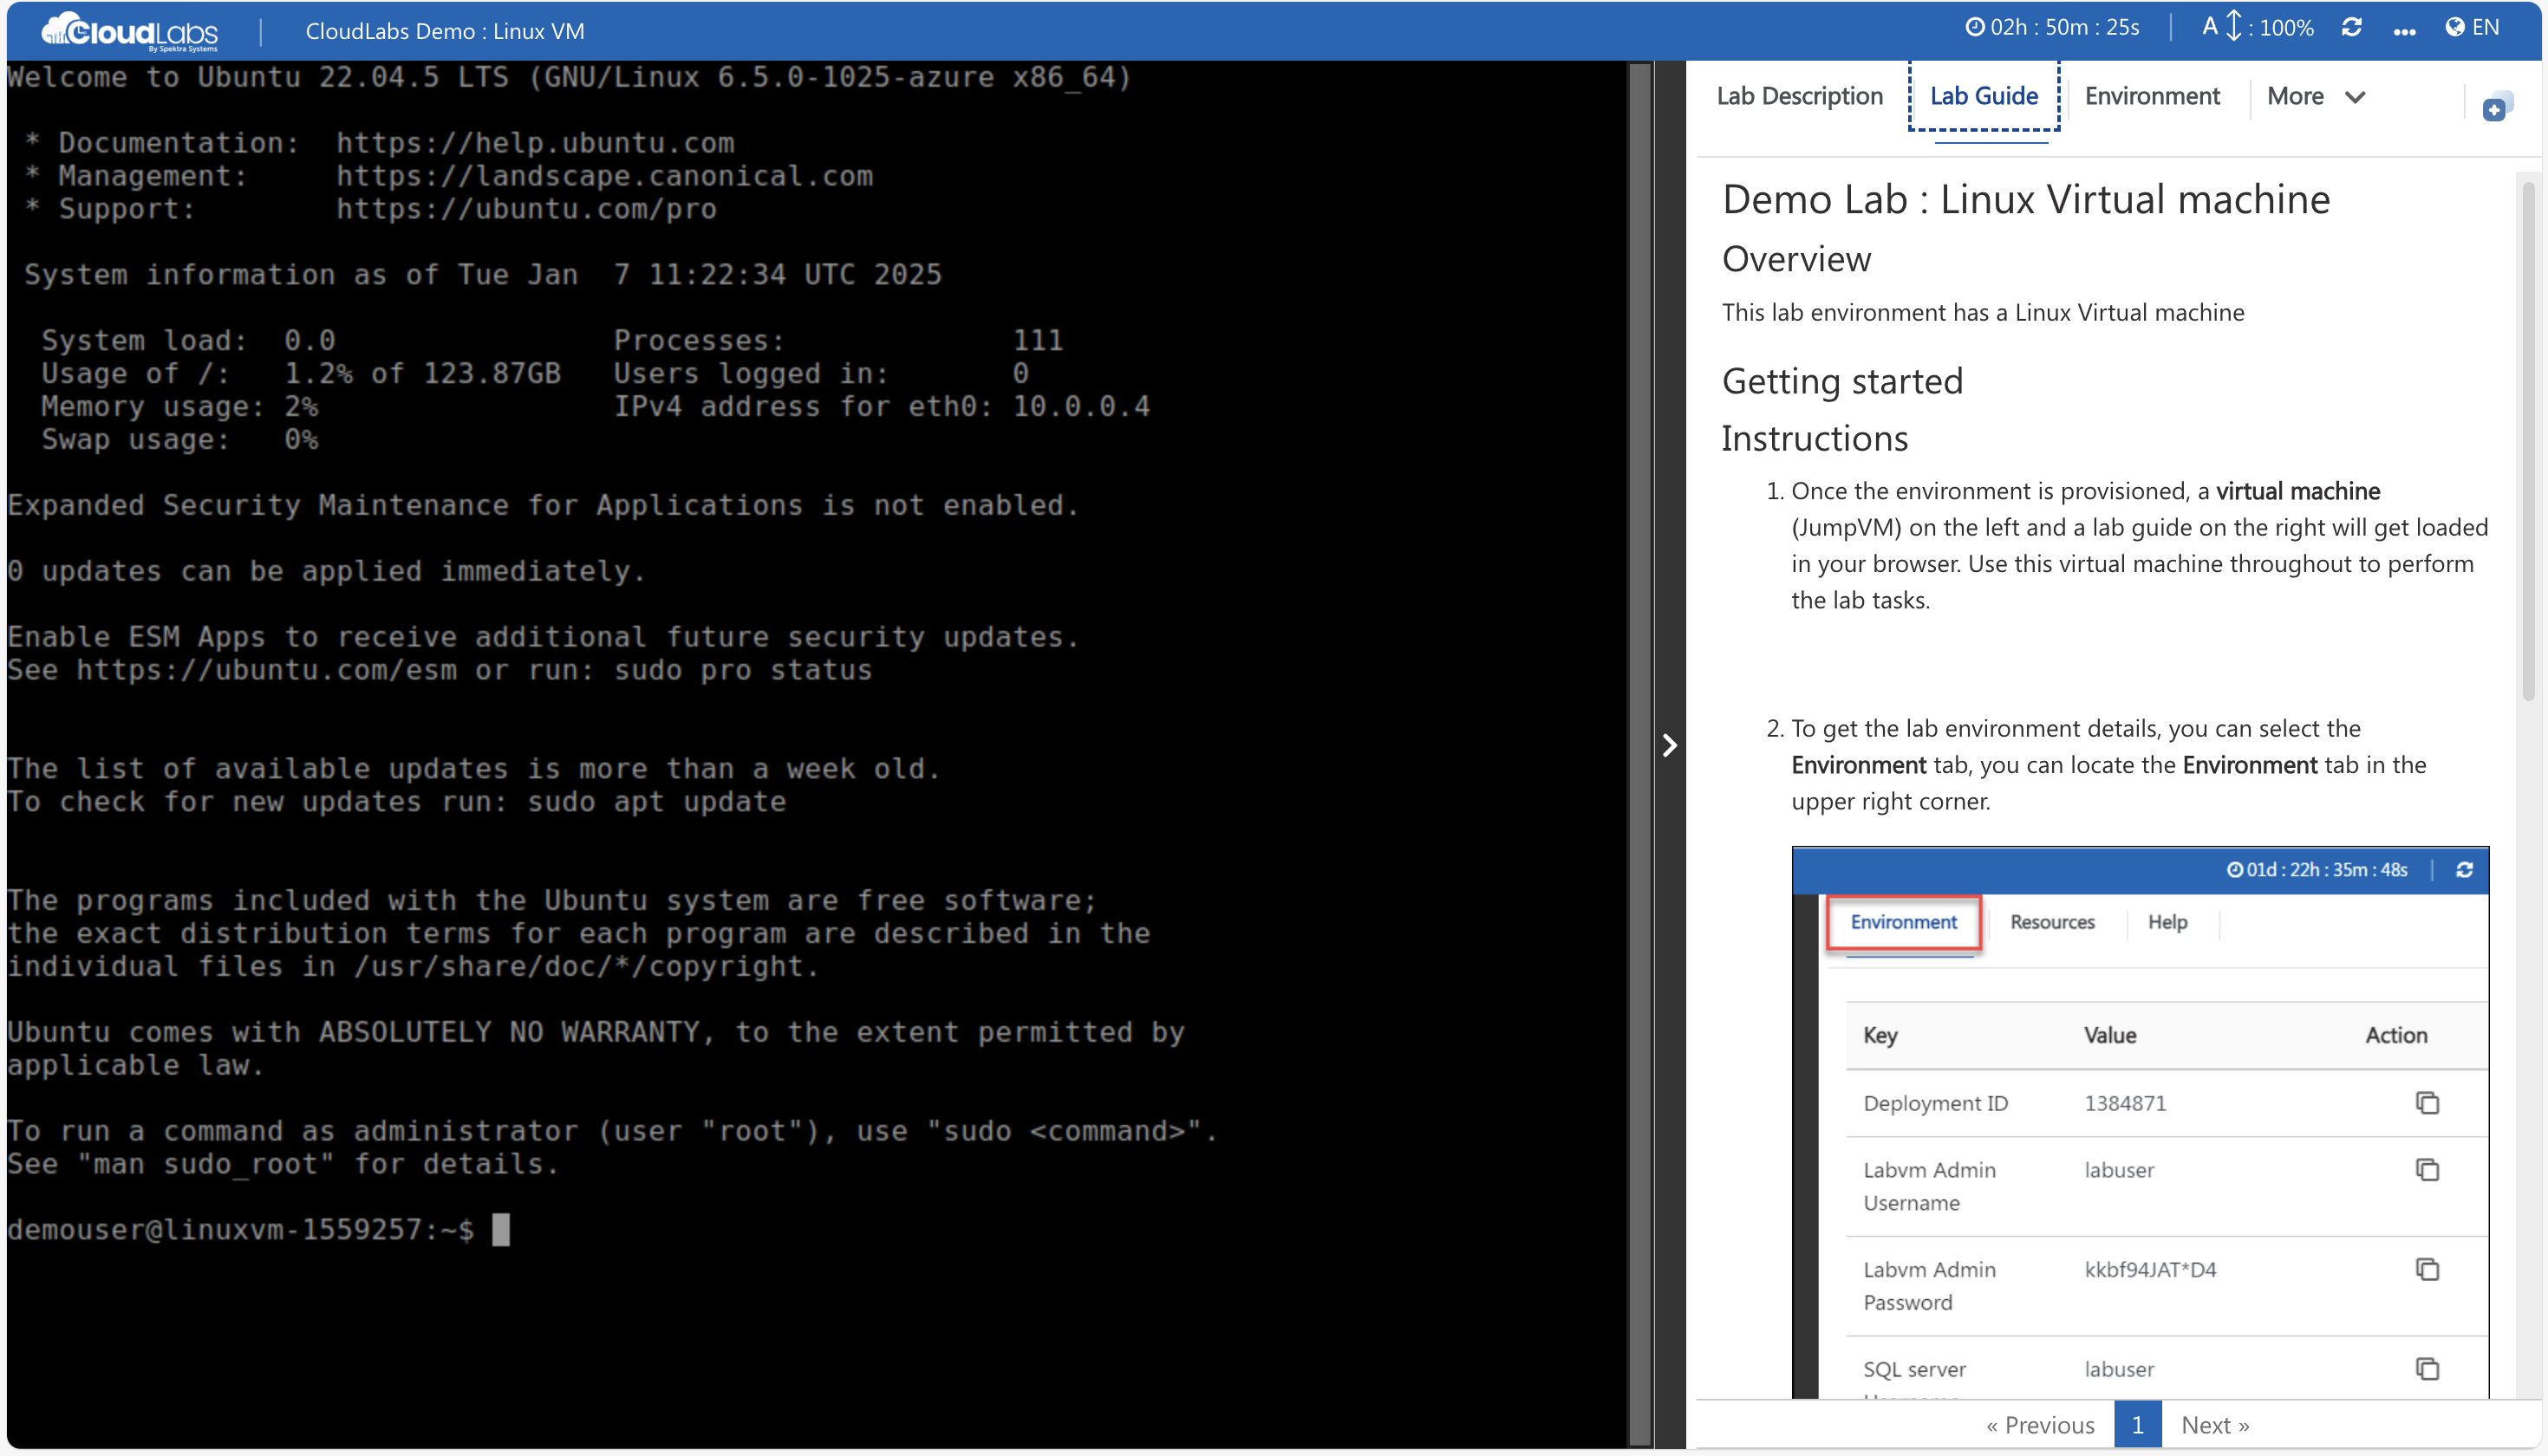 CloudLabs
By Spektra Systems
CloudLabs Demo : Linux VM
02h : 50m : 25s
A : 100%
EN
Welcome to Ubuntu 22.04.5 LTS (GNU/Linux 6.5.0-1025-azure x86_64)
* Documentation: https://help.ubuntu.com
* Management: https://landscape.canonical.com
* Support: https://ubuntu.com/pro
System information as of Tue Jan 7 11:22:34 UTC 2025
System load: 0.0 Processes: 111
Usage of /: 1.2% of 123.87GB Users logged in: 0
Memory usage: 2% IPv4 address for eth0: 10.0.0.4
Swap usage: 0%
Expanded Security Maintenance for Applications is not enabled.
0 updates can be applied immediately.
Enable ESM Apps to receive additional future security updates.
See https://ubuntu.com/esm or run: sudo pro status
The list of available updates is more than a week old.
To check for new updates run: sudo apt update
The programs included with the Ubuntu system are free software;
the exact distribution terms for each program are described in the
individual files in /usr/share/doc/*/copyright.
Ubuntu comes with ABSOLUTELY NO WARRANTY, to the extent permitted by
applicable law.
To run a command as administrator (user "root"), use "sudo <command>".
See "man sudo_root" for details.
demouser@linuxvm-1559257:~$
Lab Description
Lab Guide
Environment
More
Demo Lab : Linux Virtual machine
Overview
This lab environment has a Linux Virtual machine
Getting started
Instructions
1. Once the environment is provisioned, a virtual machine
(JumpVM) on the left and a lab guide on the right will get loaded
in your browser. Use this virtual machine throughout to perform
the lab tasks.
2. To get the lab environment details, you can select the
Environment tab, you can locate the Environment tab in the
upper right corner.
01d : 22h : 35m : 48s
Environment Resources Help
Key Value Action
Deployment ID 1384871
Labvm Admin labuser
Username
Labvm Admin kkbf94JAT*D4
Password
SQL server labuser
« Previous 1 Next »